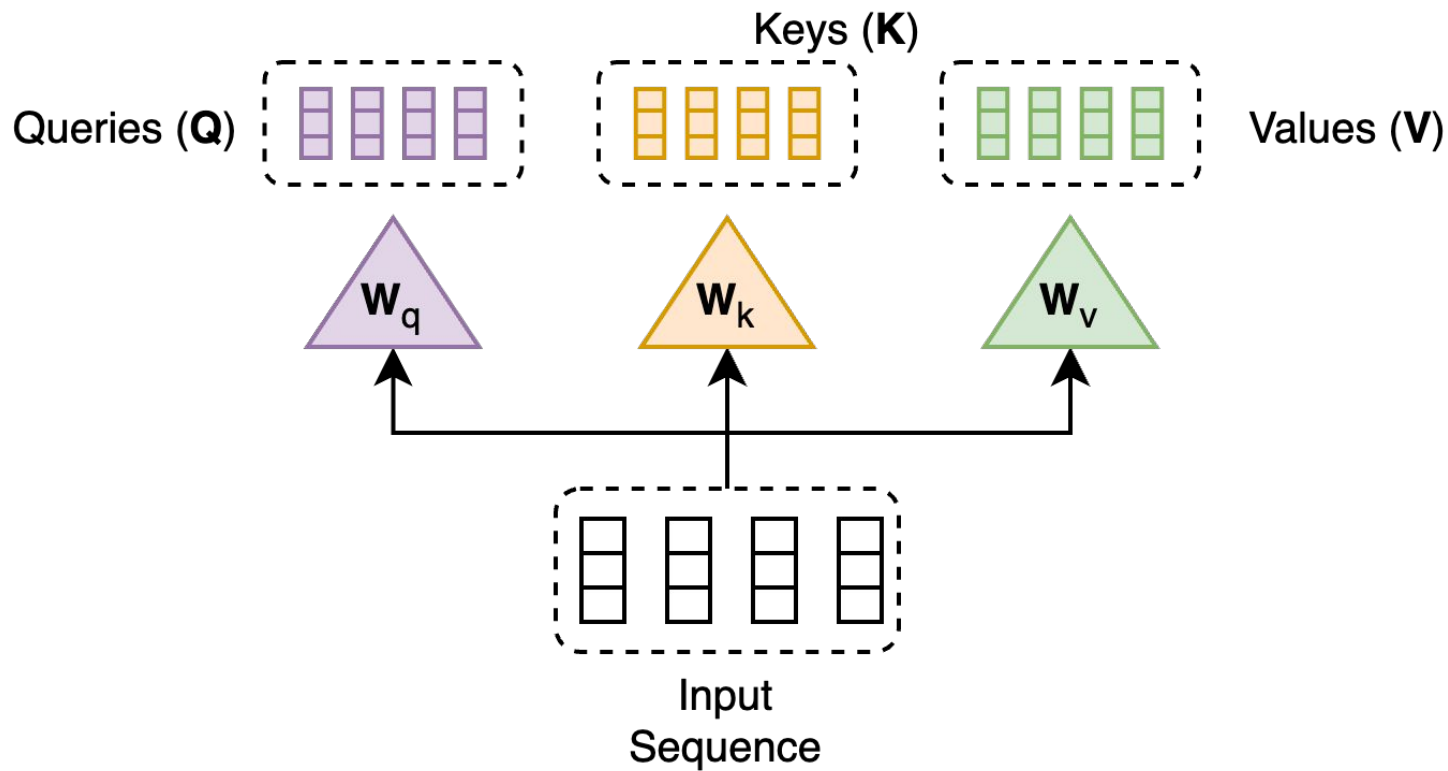 Keys (K)
Queries (Q)
Values (V)
Wq
Wk
Wv
Input
Sequence